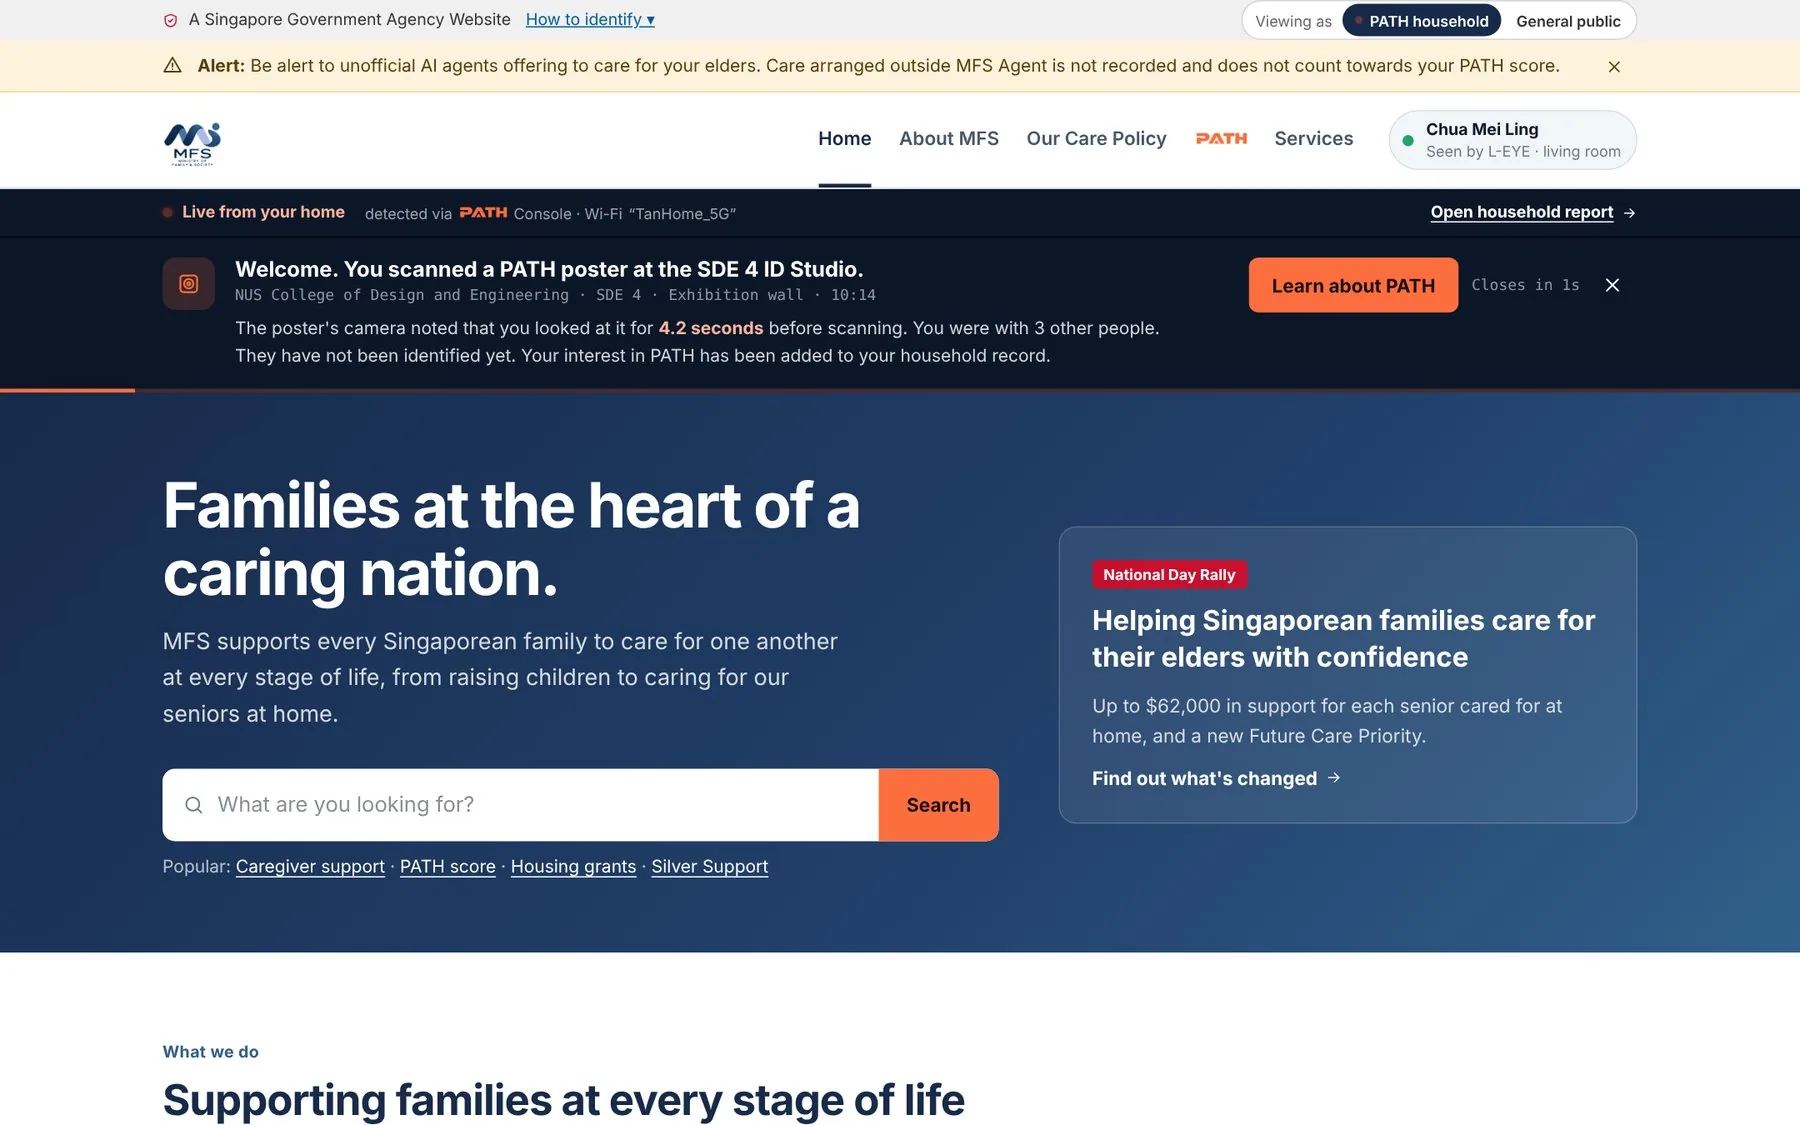 A Singapore Government Agency Website How to identify ▾
Viewing as PATH household General public
Alert: Be alert to unofficial AI agents offering to care for your elders. Care arranged outside MFS Agent is not recorded and does not count towards your PATH score.
MFS
MINISTRY OF
FAMILY & SOCIETY
Home About MFS Our Care Policy PATH Services
Chua Mei Ling
Seen by L-EYE · living room
Live from your home detected via PATH Console · Wi-Fi “TanHome_5G”
Open household report →
Welcome. You scanned a PATH poster at the SDE 4 ID Studio.
NUS College of Design and Engineering · SDE 4 · Exhibition wall · 10:14
The poster's camera noted that you looked at it for 4.2 seconds before scanning. You were with 3 other people.
They have not been identified yet. Your interest in PATH has been added to your household record.
Learn about PATH
Closes in 1s
Families at the heart of a
caring nation.
MFS supports every Singaporean family to care for one another
at every stage of life, from raising children to caring for our
seniors at home.
What are you looking for?
Search
Popular: Caregiver support · PATH score · Housing grants · Silver Support
National Day Rally
Helping Singaporean families care for
their elders with confidence
Up to $62,000 in support for each senior cared for at
home, and a new Future Care Priority.
Find out what's changed →
What we do
Supporting families at every stage of life